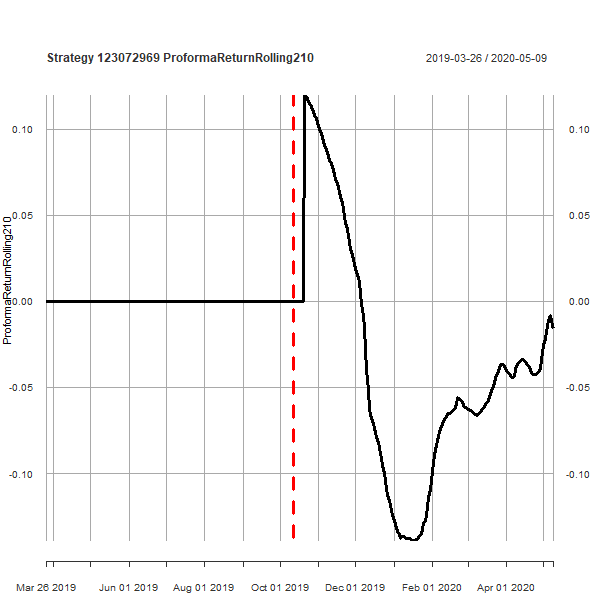 Strategy 123072969 ProformaReturnRolling210
2019-03-26 / 2020-05-09
0.10
0.10
0.05
0.05
ProformaReturnRolling210
0.00
0.00
-0.05
-0.05
-0.10
-0.10
Mar 26 2019
Jun 01 2019
Aug 01 2019
Oct 01 2019
Dec 01 2019
Feb 01 2020
Apr 01 2020